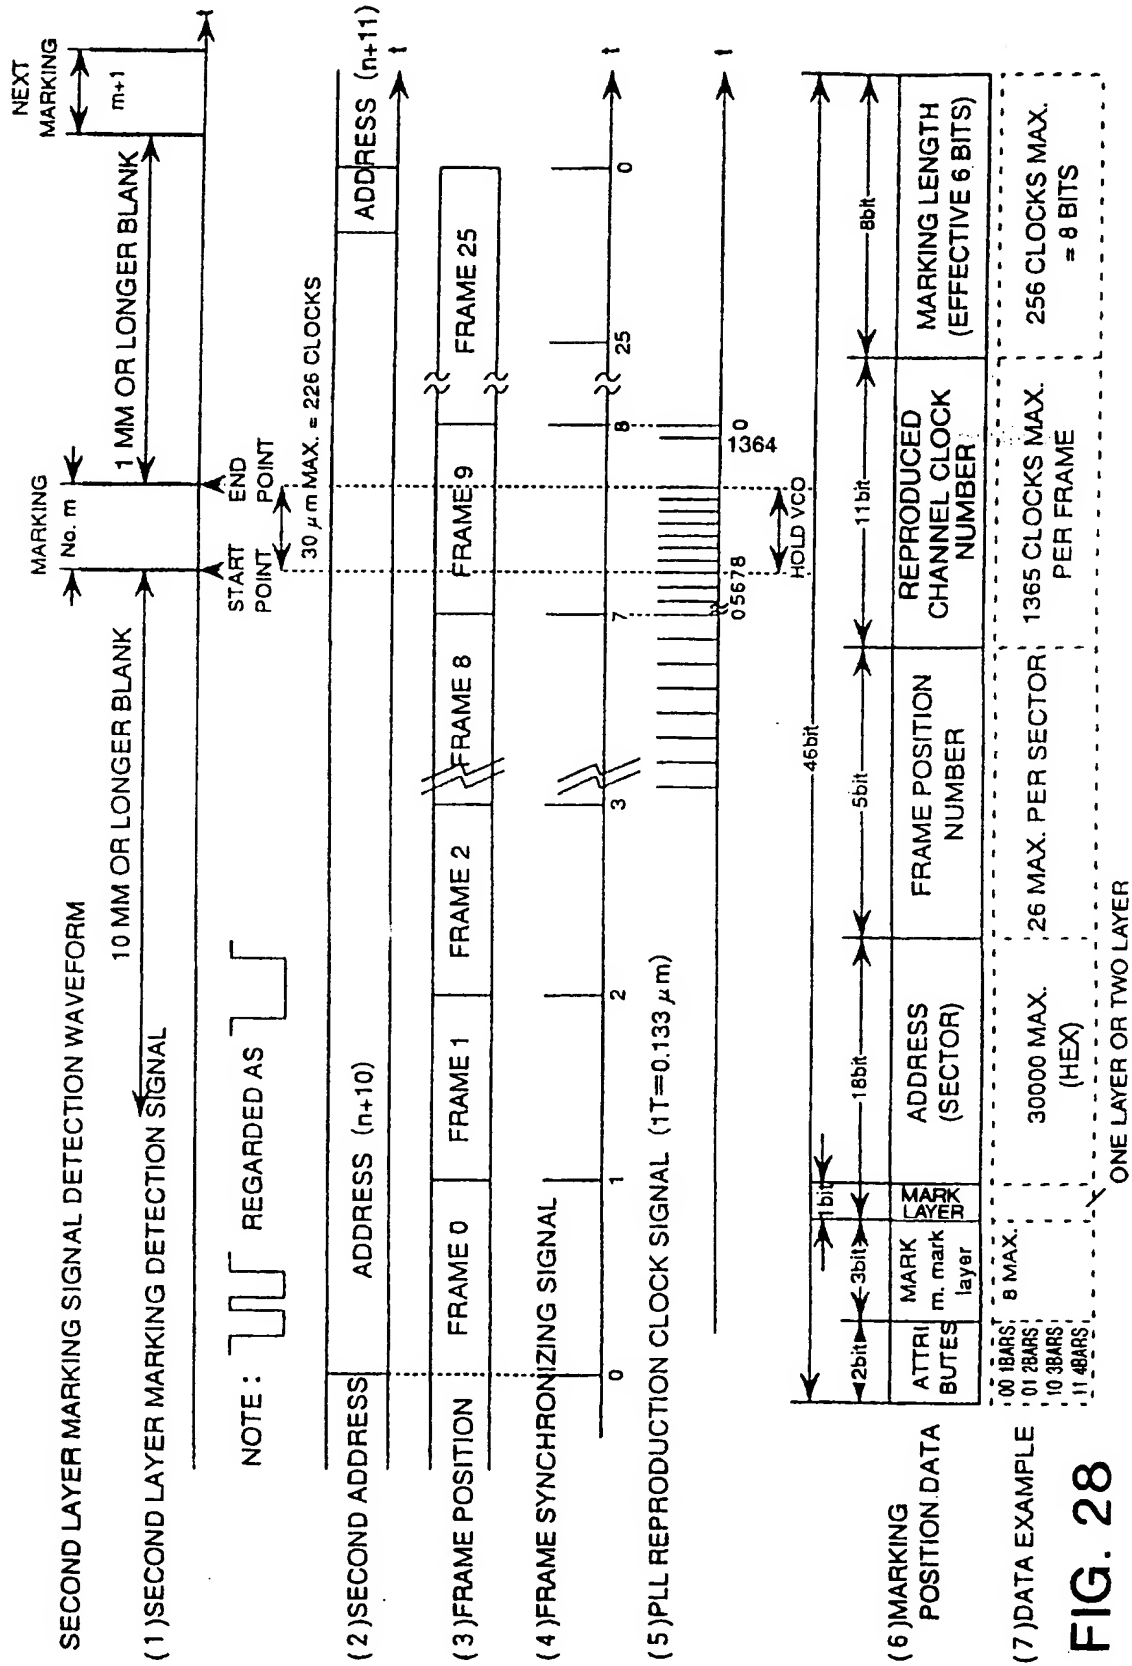 SECOND LAYER MARKING SIGNAL DETECTION WAVEFORM
MARKING
No. m
NEXT
MARKING
m+1
10 MM OR LONGER BLANK
1 MM OR LONGER BLANK
t
(1)SECOND LAYER MARKING DETECTION SIGNAL
START
POINT
END
POINT
NOTE : REGARDED AS
30 μm MAX. = 226 CLOCKS
(2)SECOND ADDRESS
ADDRESS (n+10)
ADDRESS (n+11)
t
(3)FRAME POSITION
FRAME 0
FRAME 1
FRAME 2
FRAME 8
FRAME 9
FRAME 25
(4)FRAME SYNCHRONIZING SIGNAL
0
1
2
3
7
8
25
0
t
(5)PLL REPRODUCTION CLOCK SIGNAL (1T=0.133 μm)
05678
1364
0
t
HOLD VCO
46bit
2bit
3bit
1bit
18bit
5bit
11bit
8bit
(6)MARKING
POSITION.DATA
ATTRI
BUTES
MARK
m. mark
layer
MARK
LAYER
ADDRESS
(SECTOR)
FRAME POSITION
NUMBER
REPRODUCED
CHANNEL CLOCK
NUMBER
MARKING LENGTH
(EFFECTIVE 6 BITS)
(7)DATA EXAMPLE
00 1BARS
01 2BARS
10 3BARS
11 4BARS
8 MAX.
30000 MAX.
(HEX)
26 MAX. PER SECTOR
1365 CLOCKS MAX.
PER FRAME
256 CLOCKS MAX.
= 8 BITS
ONE LAYER OR TWO LAYER
FIG. 28